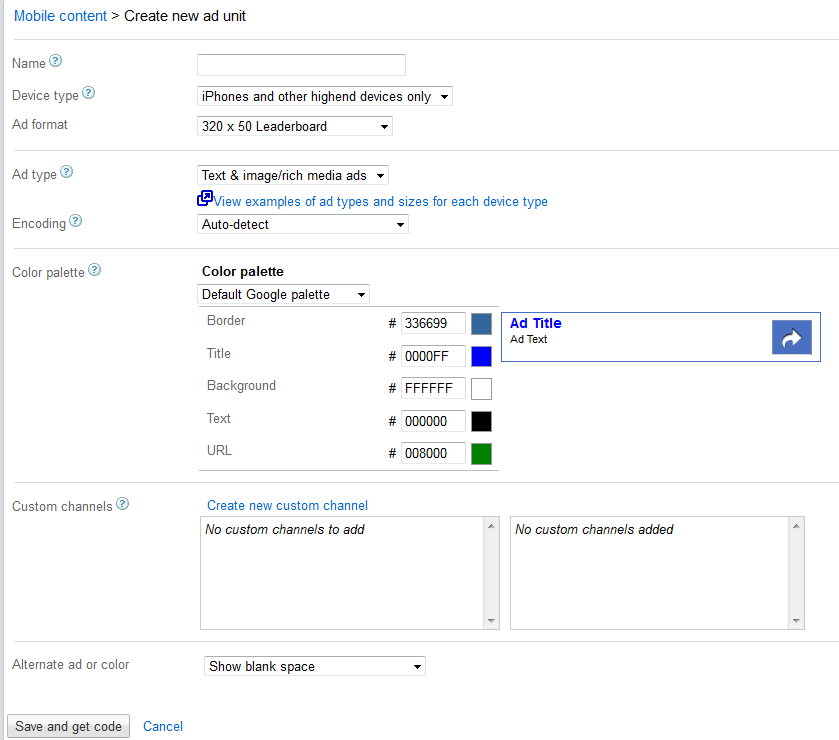 Mobile content > Create new ad unit
Name ?
Device type ? iPhones and other highend devices only
Ad format 320 x 50 Leaderboard
Ad type ? Text & image/rich media ads
View examples of ad types and sizes for each device type
Encoding ? Auto-detect
Color palette ? Color palette
Default Google palette
Border # 336699
Ad Title
Ad Text
Title # 0000FF
Background # FFFFFF
Text # 000000
URL # 008000
Custom channels ? Create new custom channel
No custom channels to add No custom channels added
Alternate ad or color Show blank space
Save and get code Cancel